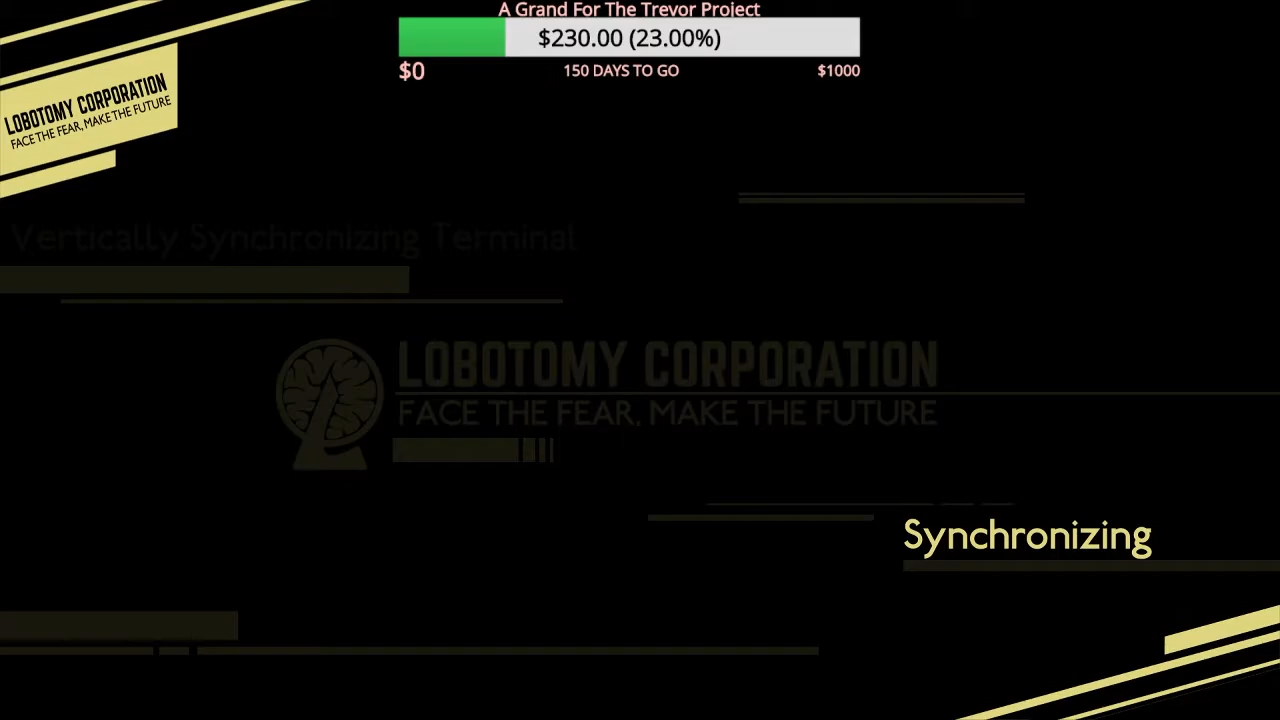 A Grand For The Trevor Project
$230.00 (23.00%)
$0 150 DAYS TO GO $1000
LOBOTOMY CORPORATION
FACE THE FEAR, MAKE THE FUTURE
Vertically Synchronizing Terminal
LOBOTOMY CORPORATION
FACE THE FEAR, MAKE THE FUTURE
Synchronizing